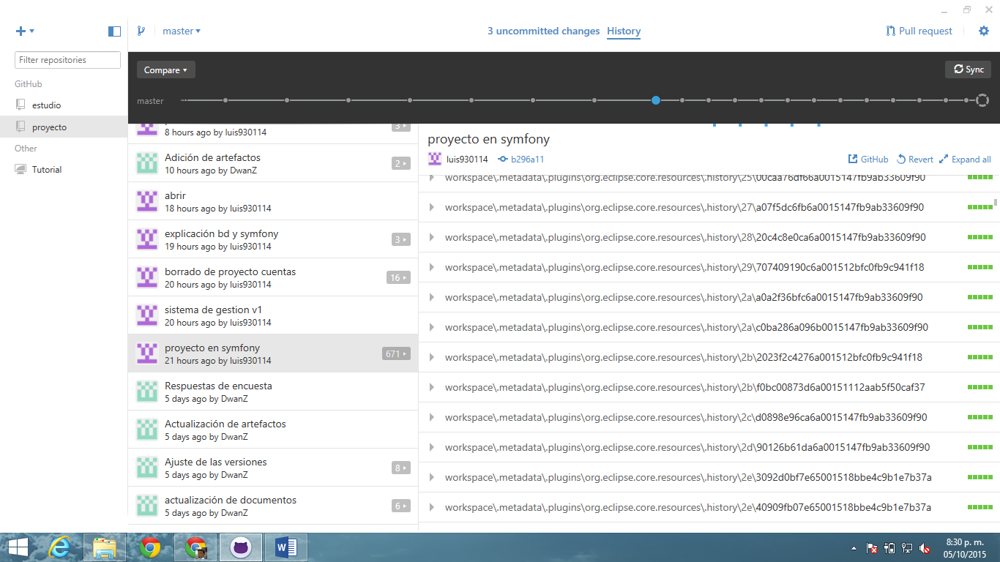 master
3 uncommitted changes History
Pull request
Filter repositories
GitHub
estudio
proyecto
Other
Tutorial
Compare
Sync
master
8 hours ago by luis930114
3
Adición de artefactos
10 hours ago by DwanZ
2
abrir
18 hours ago by luis930114
explicación bd y symfony
19 hours ago by luis930114
3
borrado de proyecto cuentas
20 hours ago by luis930114
16
sistema de gestion v1
20 hours ago by luis930114
proyecto en symfony
21 hours ago by luis930114
671
Respuestas de encuesta
5 days ago by DwanZ
Actualización de artefactos
5 days ago by DwanZ
Ajuste de las versiones
5 days ago by DwanZ
8
actualización de documentos
5 days ago by DwanZ
6
proyecto en symfony
luis930114 b296a11 GitHub Revert Expand all
workspace\.metadata\.plugins\org.eclipse.core.resources\.history\25\00caa76df66a0015147fb9ab33609f90
workspace\.metadata\.plugins\org.eclipse.core.resources\.history\27\a07f5dc6fb6a0015147fb9ab33609f90
workspace\.metadata\.plugins\org.eclipse.core.resources\.history\28\20c4c8e0ca6a0015147fb9ab33609f90
workspace\.metadata\.plugins\org.eclipse.core.resources\.history\29\707409190c6a001512bfc0fb9c941f18
workspace\.metadata\.plugins\org.eclipse.core.resources\.history\2a\a0a2f36bfc6a0015147fb9ab33609f90
workspace\.metadata\.plugins\org.eclipse.core.resources\.history\2a\c0ba286a096b0015147fb9ab33609f90
workspace\.metadata\.plugins\org.eclipse.core.resources\.history\2b\2023f2c4276a001512bfc0fb9c941f18
workspace\.metadata\.plugins\org.eclipse.core.resources\.history\2b\f0bc00873d6a00151112aab5f50caf37
workspace\.metadata\.plugins\org.eclipse.core.resources\.history\2c\d0898e96ca6a0015147fb9ab33609f90
workspace\.metadata\.plugins\org.eclipse.core.resources\.history\2d\90126b61da6a0015147fb9ab33609f90
workspace\.metadata\.plugins\org.eclipse.core.resources\.history\2e\3092d0bf7e65001518bbe4c9b1e7b37a
workspace\.metadata\.plugins\org.eclipse.core.resources\.history\2e\40909fb07e65001518bbe4c9b1e7b37a
8:30 p. m.
05/10/2015